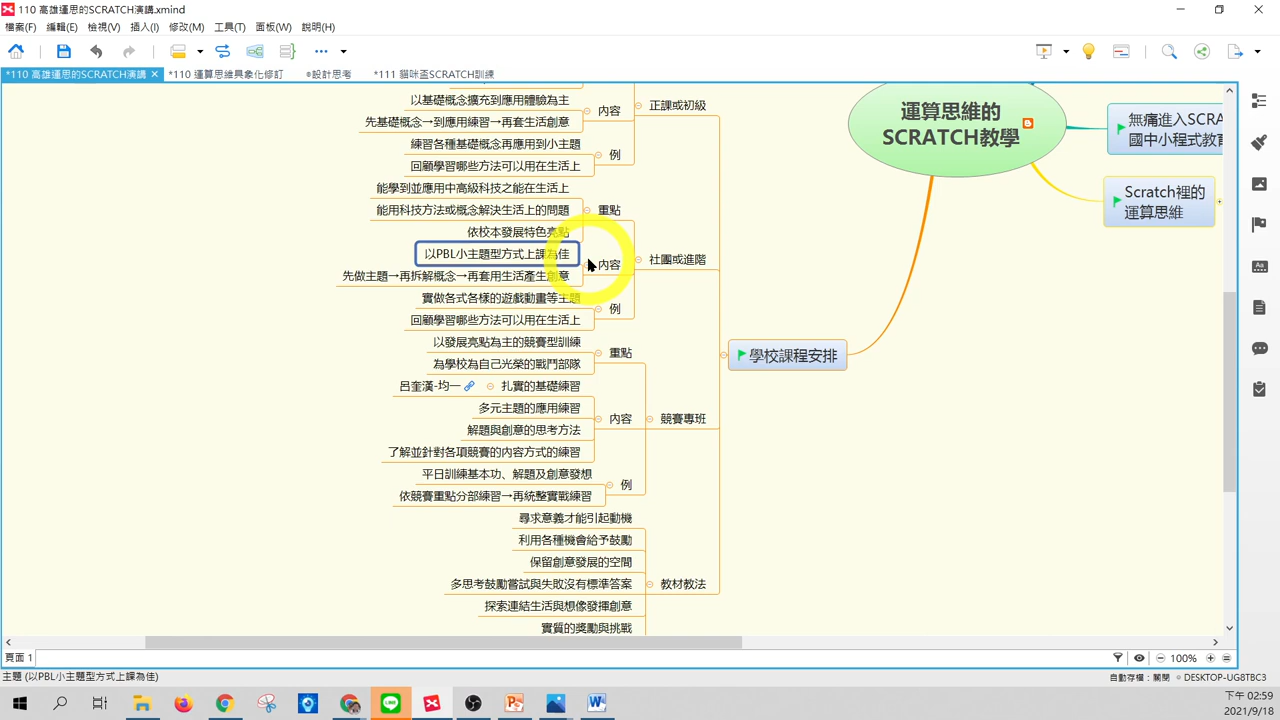 *110 高雄運思的SCRATCH演講.xmind
檔案(F) 編輯(E) 檢視(V) 插入(I) 修改(M) 工具(T) 面板(W) 說明(H)
*110 高雄運思的SCRATCH演講 *110 運算思維具象化修訂 設計思考 *111 貓咪盃SCRATCH訓練
運算思維的
SCRATCH教學
無痛進入SCRA
國中小程式教育
Scratch裡的
運算思維
學校課程安排
正課或初級
內容
以基礎概念擴充到應用體驗為主
先基礎概念→到應用練習→再套生活創意
例
練習各種基礎概念再應用到小主題
回顧學習哪些方法可以用在生活上
社團或進階
重點
能學到並應用中高級科技之能在生活上
能用科技方法或概念解決生活上的問題
依校本發展特色亮點
內容
以PBL小主題型方式上課為佳
先做主題→再拆解概念→再套用生活產生創意
例
實做各式各樣的遊戲動畫等主題
回顧學習哪些方法可以用在生活上
競賽專班
重點
以發展亮點為主的競賽型訓練
為學校為自己光榮的戰鬥部隊
內容
扎實的基礎練習
呂奎漢-均一
多元主題的應用練習
解題與創意的思考方法
了解並針對各項競賽的內容方式的練習
例
平日訓練基本功、解題及創意發想
依競賽重點分部練習→再統整實戰練習
教材教法
尋求意義才能引起動機
利用各種機會給予鼓勵
保留創意發展的空間
多思考鼓勵嘗試與失敗沒有標準答案
探索連結生活與想像發揮創意
實質的獎勵與挑戰
頁面 1
100%
主題 (以PBL小主題型方式上課為佳)
自動存檔：關閉 DESKTOP-UG8TBC3
下午 02:59
2021/9/18